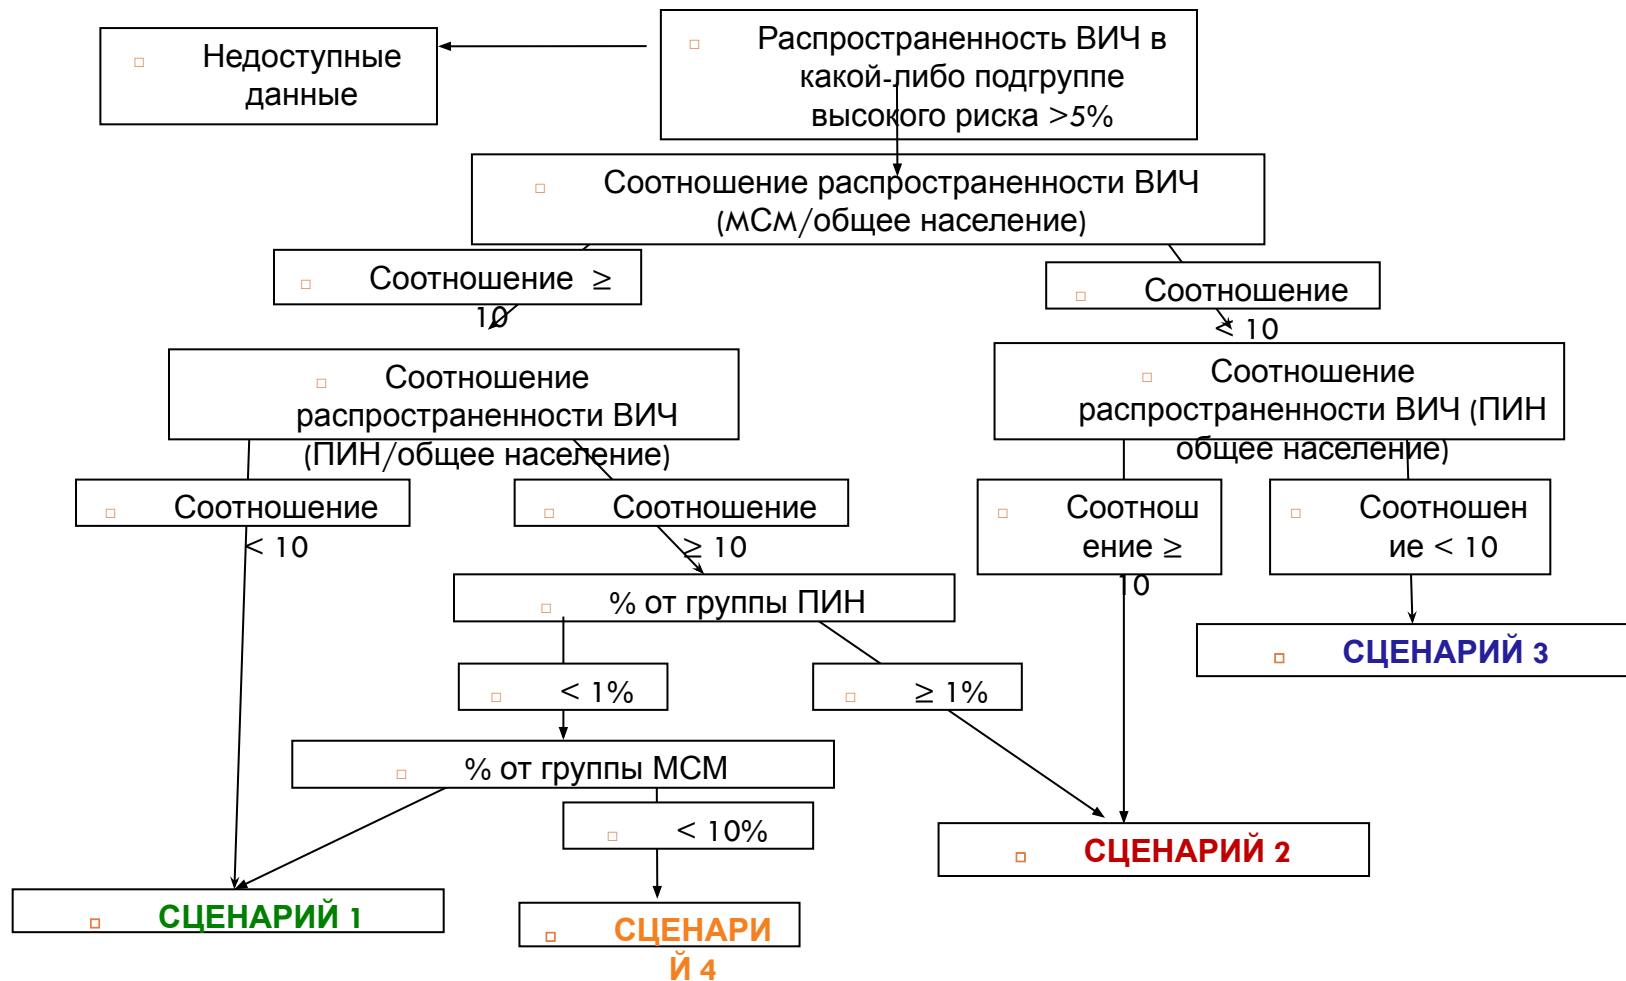 Недоступные
данные
Распространенность ВИЧ в
какой-либо подгруппе
высокого риска >5%
Соотношение распространенности ВИЧ
(МСМ/общее население)
Соотношение ≥
10
Соотношение
< 10
Соотношение
распространенности ВИЧ
(ПИН/общее население)
Соотношение
распространенности ВИЧ (ПИН
общее население)
Соотношение
< 10
Соотношение
≥ 10
Соотнош
ение ≥
10
Соотношен
ие < 10
% от группы ПИН
СЦЕНАРИЙ 3
< 1%
≥ 1%
% от группы МСМ
< 10%
СЦЕНАРИЙ 2
СЦЕНАРИЙ 1
СЦЕНАРИ
Й 4